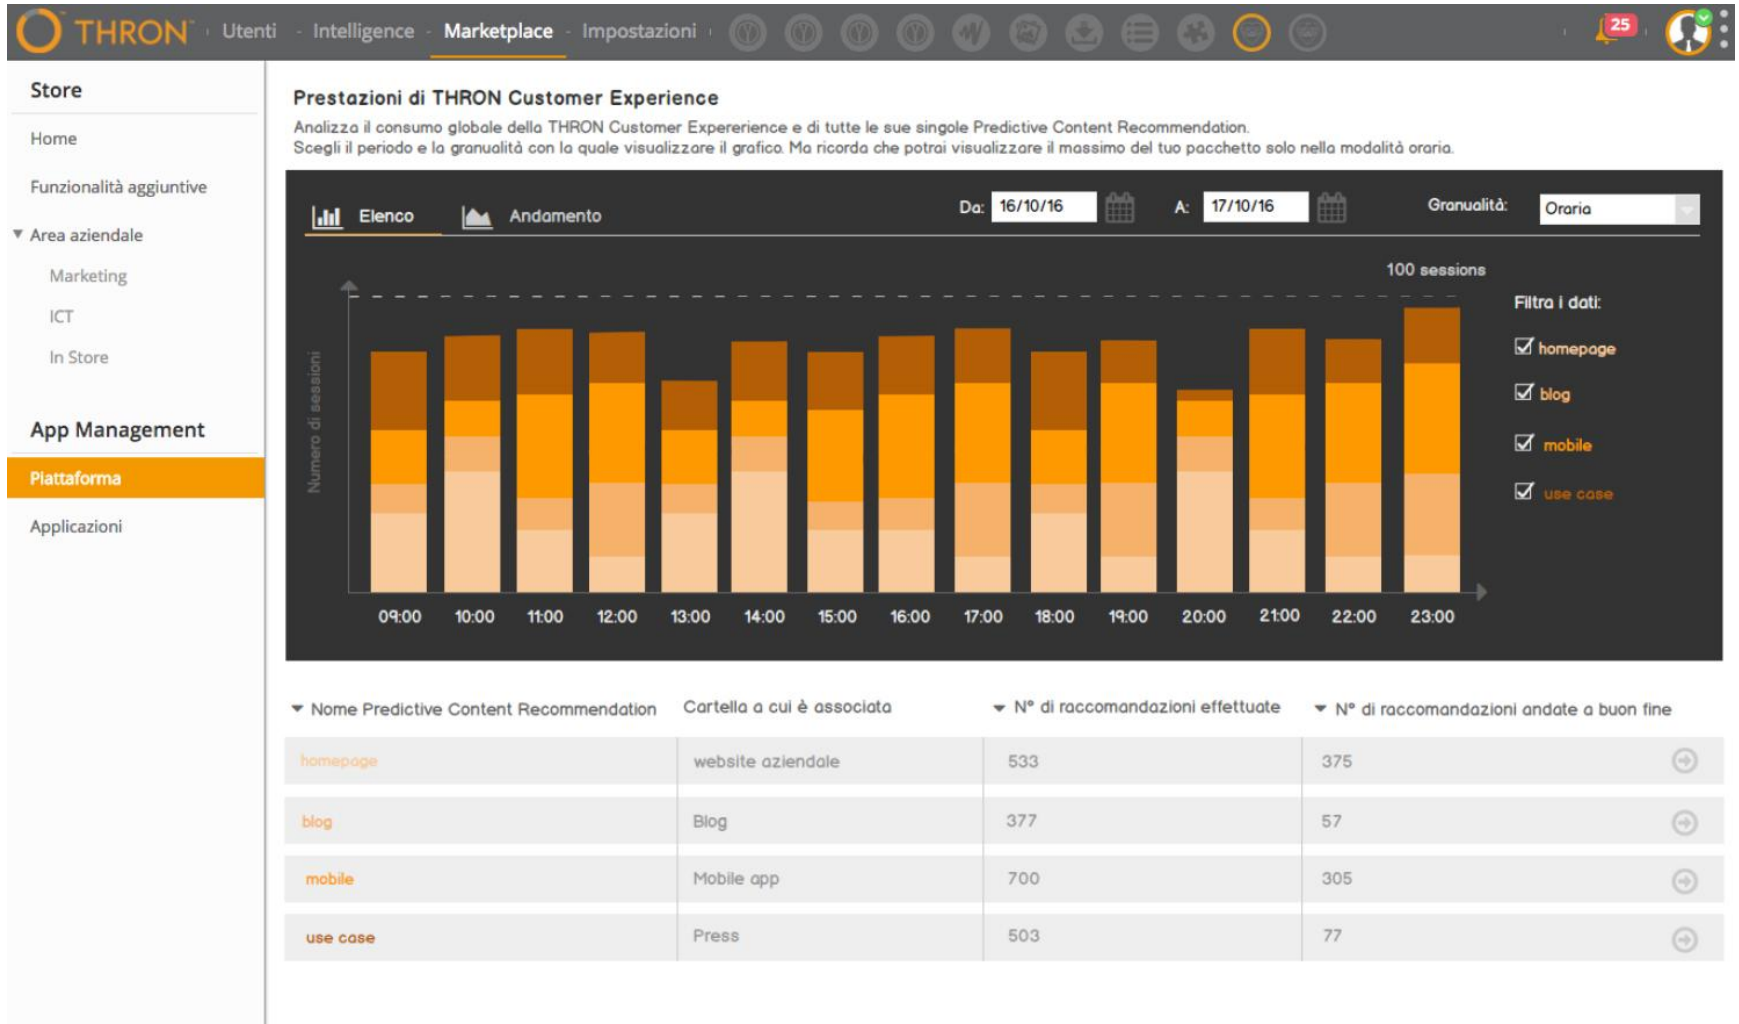 THRON™
Utenti - Intelligence - Marketplace - Impostazioni
25
Store
Home
Funzionalità aggiuntive
Area aziendale
Marketing
ICT
In Store
App Management
Piattaforma
Applicazioni
Prestazioni di THRON Customer Experience
Analizza il consumo globale della THRON Customer Expererience e di tutte le sue singole Predictive Content Recommendation.
Scegli il periodo e la granualità con la quale visualizzare il grafico. Ma ricorda che potrai visualizzare il massimo del tuo pacchetto solo nella modalità oraria.
Elenco
Andamento
Da: 16/10/16
A: 17/10/16
Granualità: Oraria
100 sessions
Numero di sessioni
Filtra i dati:
homepage
blog
mobile
use case
09:00 10:00 11:00 12:00 13:00 14:00 15:00 16:00 17:00 18:00 19:00 20:00 21:00 22:00 23:00
Nome Predictive Content Recommendation Cartella a cui è associata N° di raccomandazioni effettuate N° di raccomandazioni andate a buon fine
homepage website aziendale 533 375
blog Blog 377 57
mobile Mobile app 700 305
use case Press 503 77